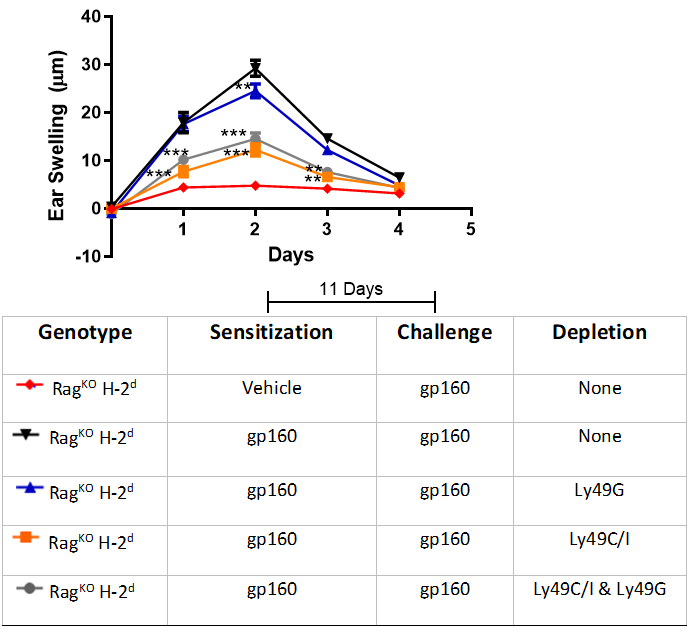 40
30
20
10
0
-10
Ear Swelling (µm)
**
***
***
***
***
**
**
1 2 3 4 5
Days
11 Days
Genotype Sensitization Challenge Depletion
Rag^KO H-2^d Vehicle gp160 None
Rag^KO H-2^d gp160 gp160 None
Rag^KO H-2^d gp160 gp160 Ly49G
Rag^KO H-2^d gp160 gp160 Ly49C/I
Rag^KO H-2^d gp160 gp160 Ly49C/I & Ly49G